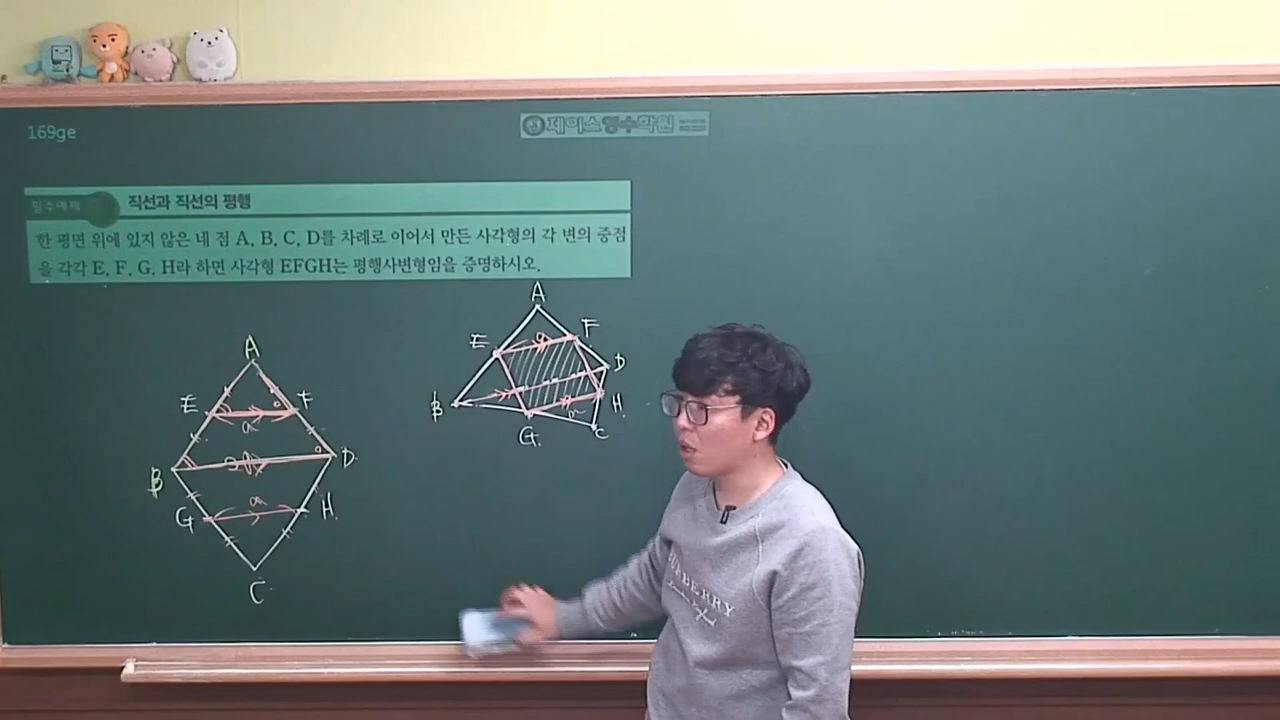 169ge
제이스영수학원
필수예제
직선과 직선의 평행
한 평면 위에 있지 않은 네 점 A, B, C, D를 차례로 이어서 만든 사각형의 각 변의 중점
을 각각 E, F, G, H라 하면 사각형 EFGH는 평행사변형임을 증명하시오.
A
E F
a
B D
G a H
C
A
E F
a
D
B H
a
G C
BURBERRY